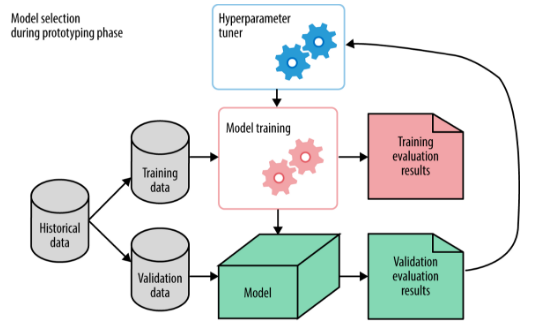 Model selection
during prototyping phase
Hyperparameter
tuner
Model training
Training
evaluation
results
Training
data
Historical
data
Validation
data
Model
Validation
evaluation
results